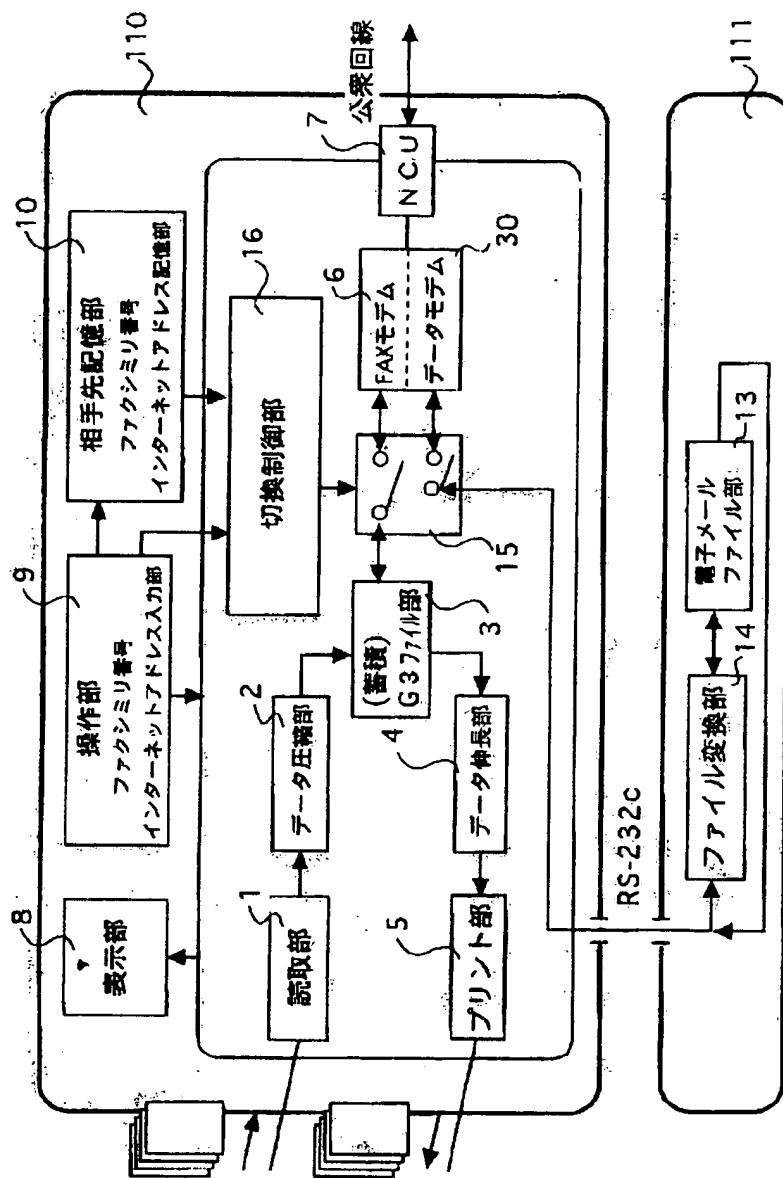 110
8
表示部
9
操作部
ファクシミリ番号
インターネットアドレス入力部
10
相手先記憶部
ファクシミリ番号
インターネットアドレス記憶部
16
切換制御部
1
読取部
2
データ圧縮部
(蓄積)
G3ファイル部
3
15
6
FAXモデム
データモデム
30
7
NCU
公衆回線
4
データ伸長部
5
プリント部
RS-232c
111
ファイル変換部
14
電子メール
ファイル部
13